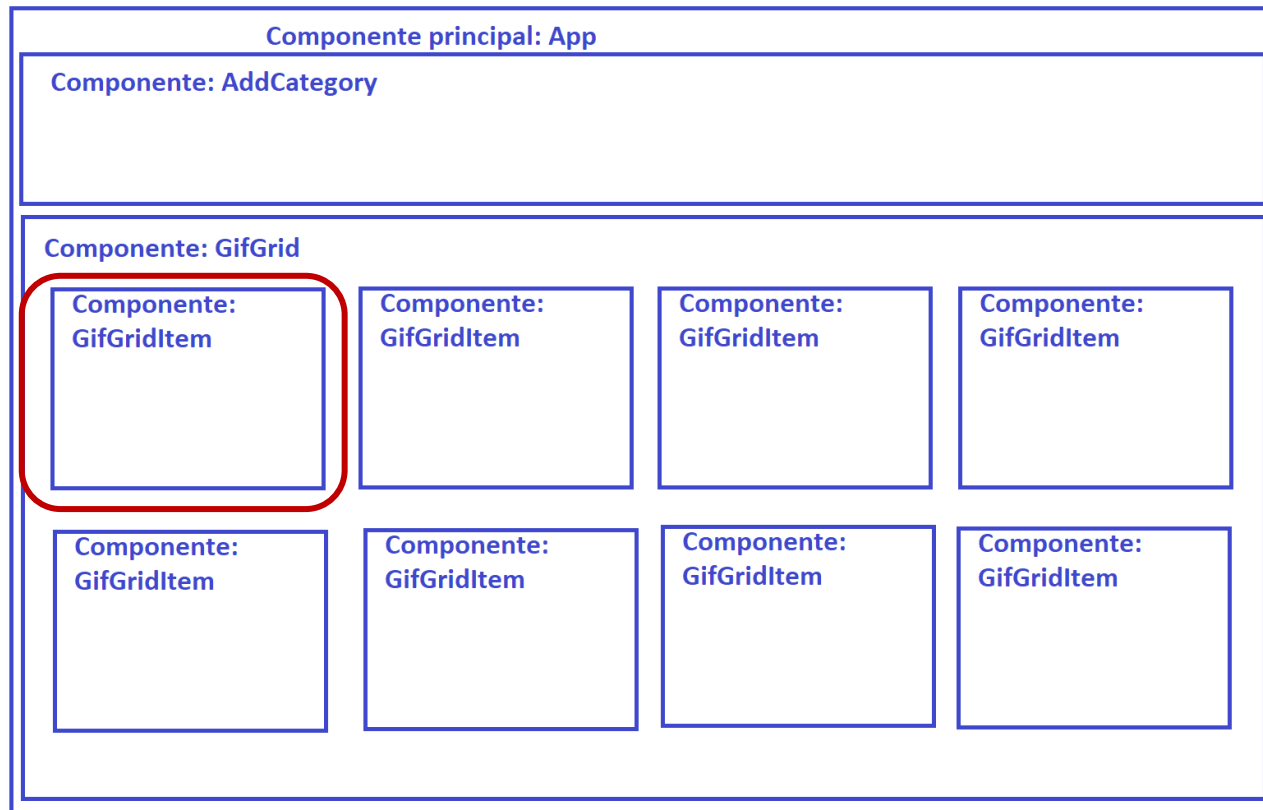 Componente principal: App
Componente: AddCategory
Componente: GifGrid
Componente:
GifGridItem
Componente:
GifGridItem
Componente:
GifGridItem
Componente:
GifGridItem
Componente:
GifGridItem
Componente:
GifGridItem
Componente:
GifGridItem
Componente:
GifGridItem